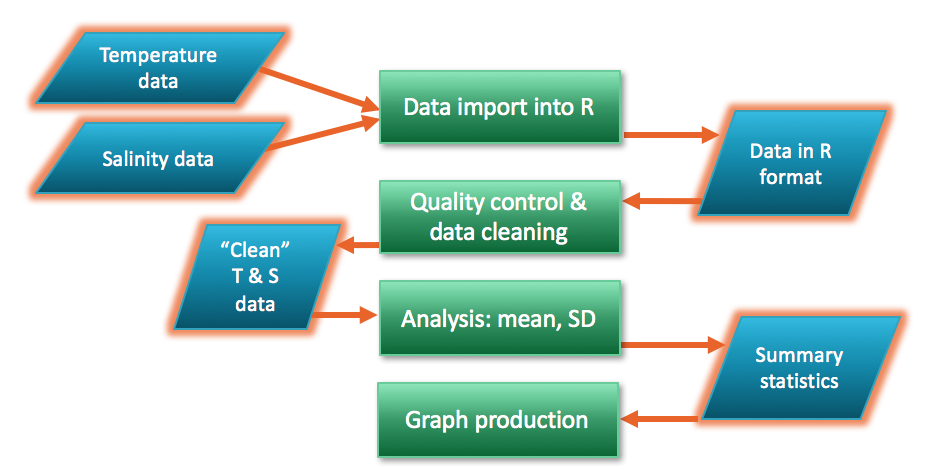 Temperature
data
Salinity data
Data import into R
Data in R
format
Quality control &
data cleaning
“Clean”
T & S
data
Analysis: mean, SD
Summary
statistics
Graph production